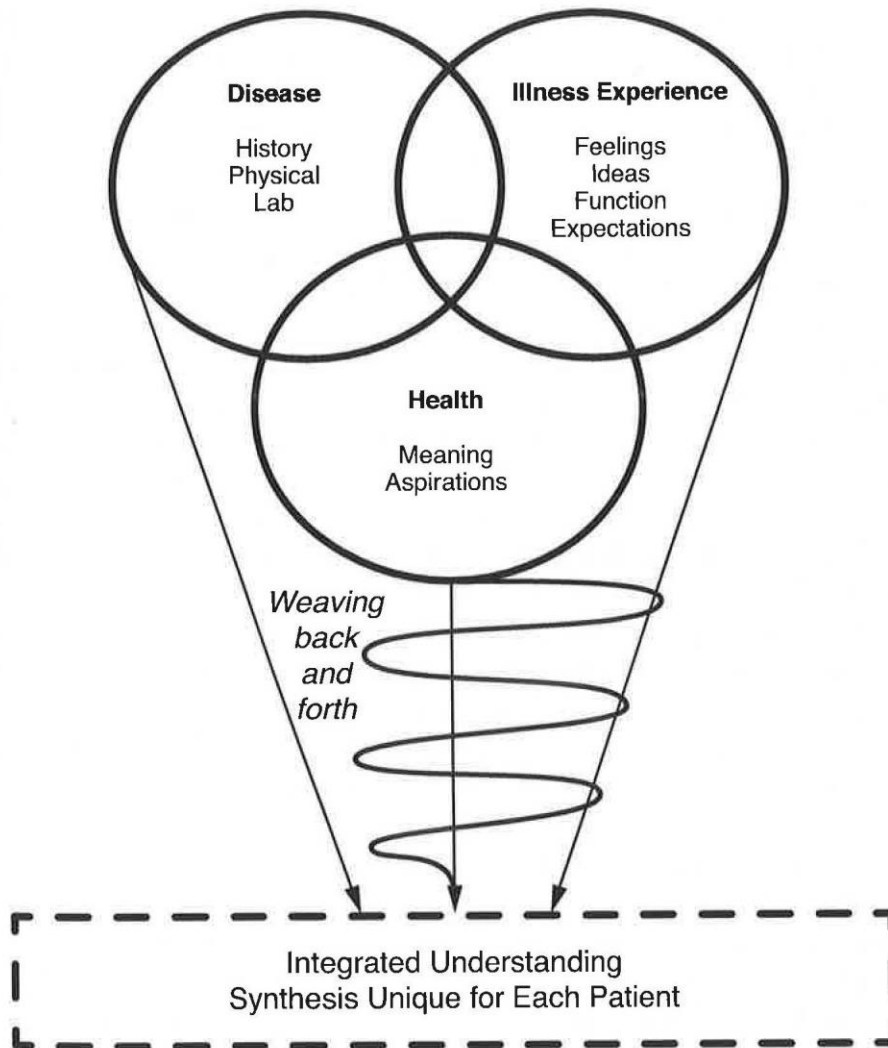 Disease
History
Physical
Lab
Illness Experience
Feelings
Ideas
Function
Expectations
Health
Meaning
Aspirations
Weaving
back
and
forth
Integrated Understanding
Synthesis Unique for Each Patient